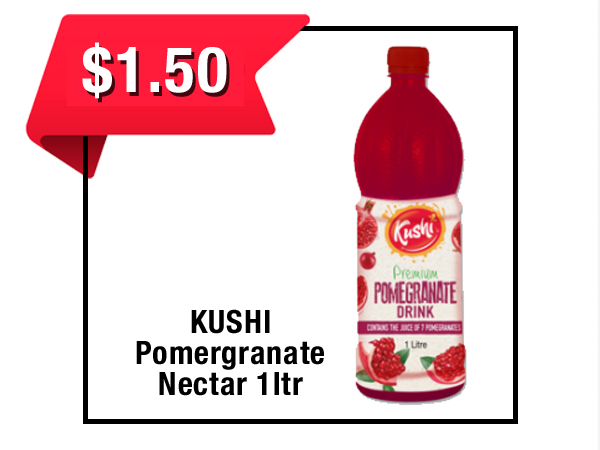 $1.50
Kushi
Premium
POMEGRANATE
DRINK
CONTAINS THE JUICE OF 7 POMEGRANATES
1 Litre
KUSHI
Pomergranate
Nectar 1ltr